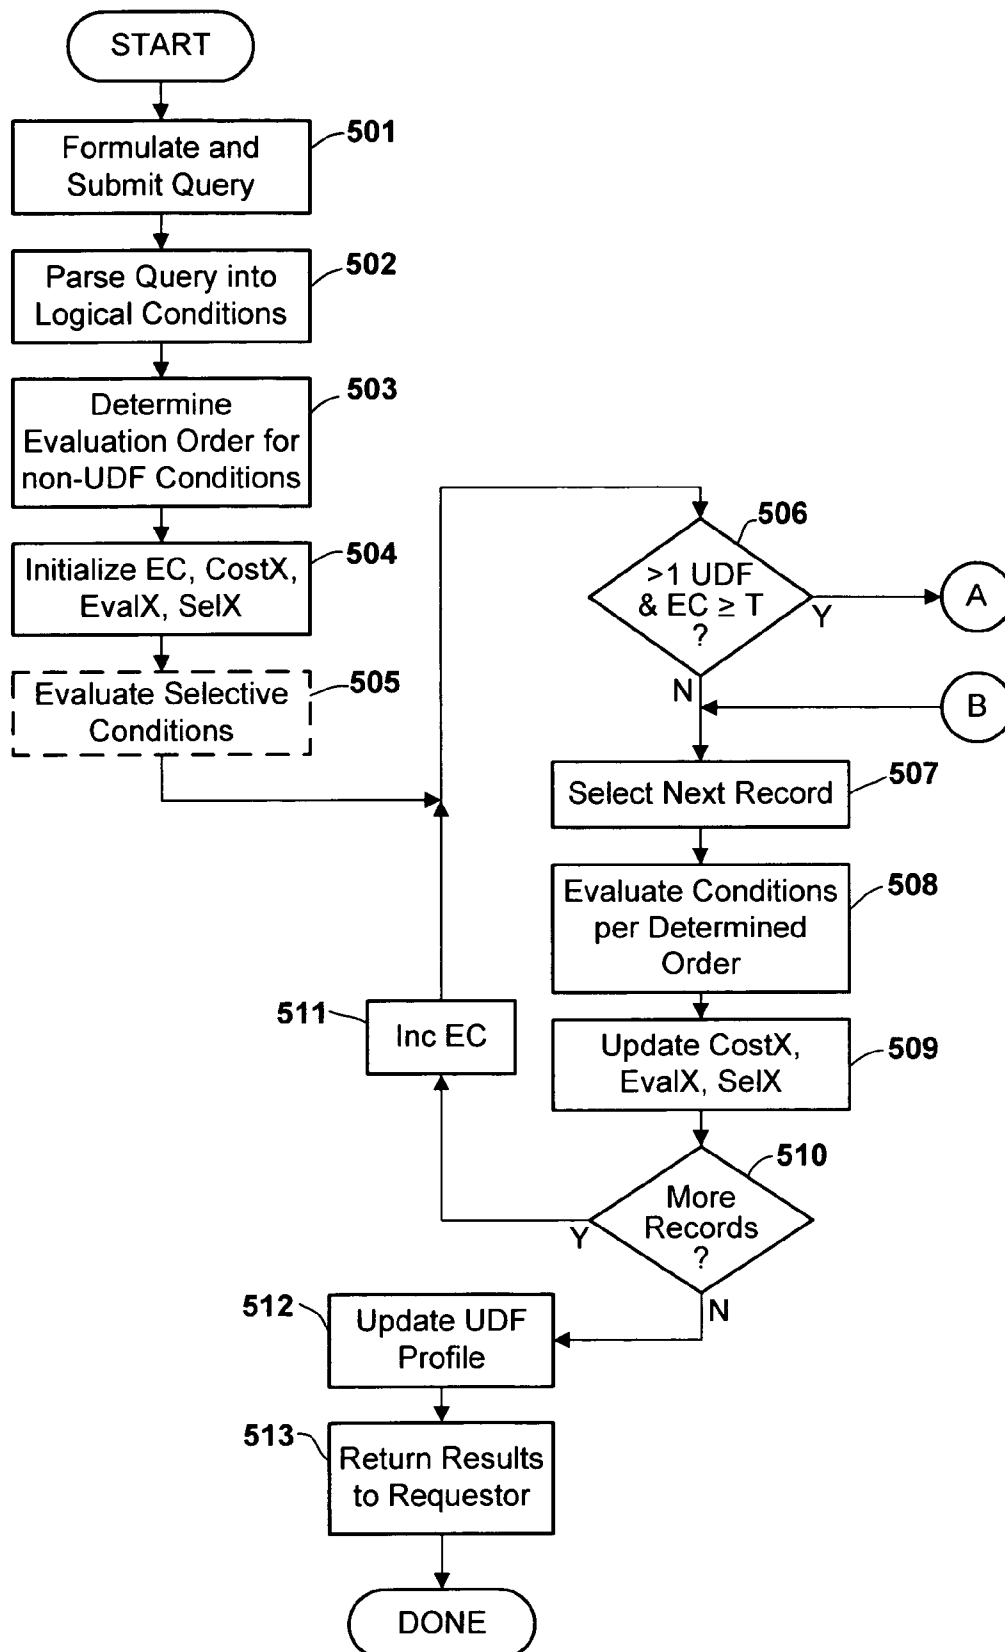 START
501
Formulate and
Submit Query
502
Parse Query into
Logical Conditions
503
Determine
Evaluation Order for
non-UDF Conditions
504
Initialize EC, CostX,
EvalX, SelX
505
Evaluate Selective
Conditions
506
>1 UDF
& EC ≥ T
?
Y
A
N
B
507
Select Next Record
508
Evaluate Conditions
per Determined
Order
511
Inc EC
509
Update CostX,
EvalX, SelX
510
More
Records
?
Y
N
512
Update UDF
Profile
513
Return Results
to Requestor
DONE